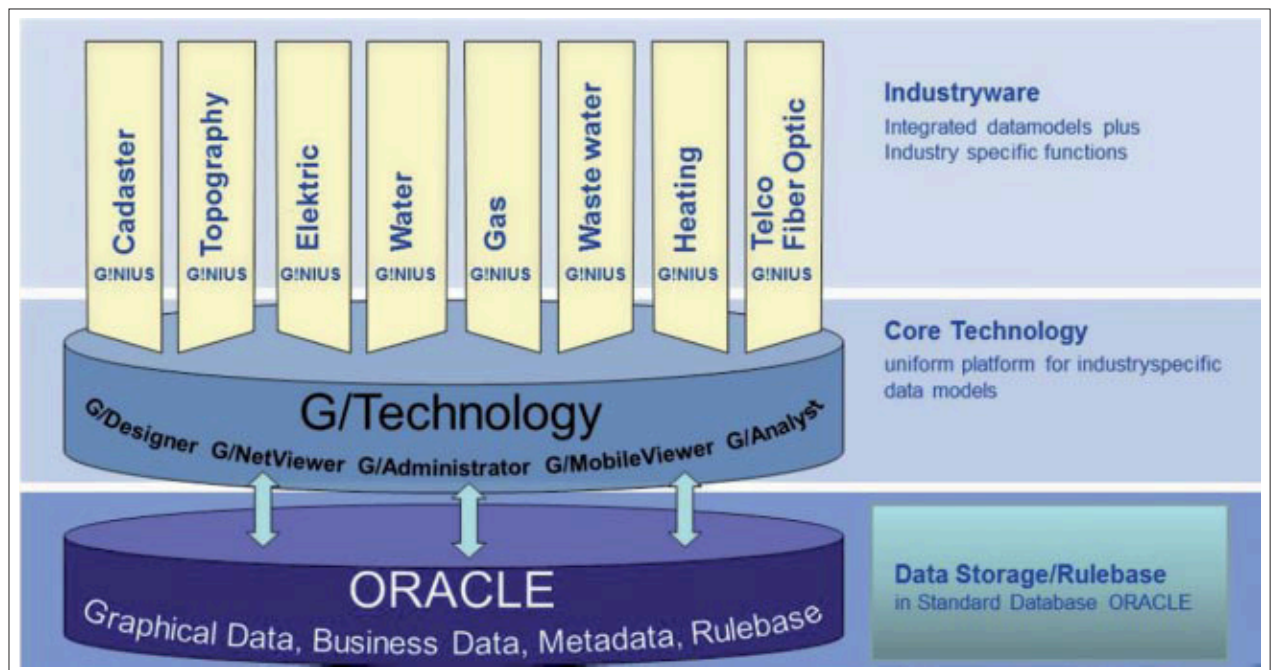 Cadaster
G!NIUS
Topography
G!NIUS
Elektric
G!NIUS
Water
G!NIUS
Gas
G!NIUS
Waste water
G!NIUS
Heating
G!NIUS
Telco
Fiber Optic
G!NIUS
Industryware
Integrated datamodels plus
Industry specific functions
G/Technology
G/Designer G/NetViewer G/Administrator G/MobileViewer G/Analyst
Core Technology
uniform platform for industryspecific
data models
ORACLE
Graphical Data, Business Data, Metadata, Rulebase
Data Storage/Rulebase
in Standard Database ORACLE